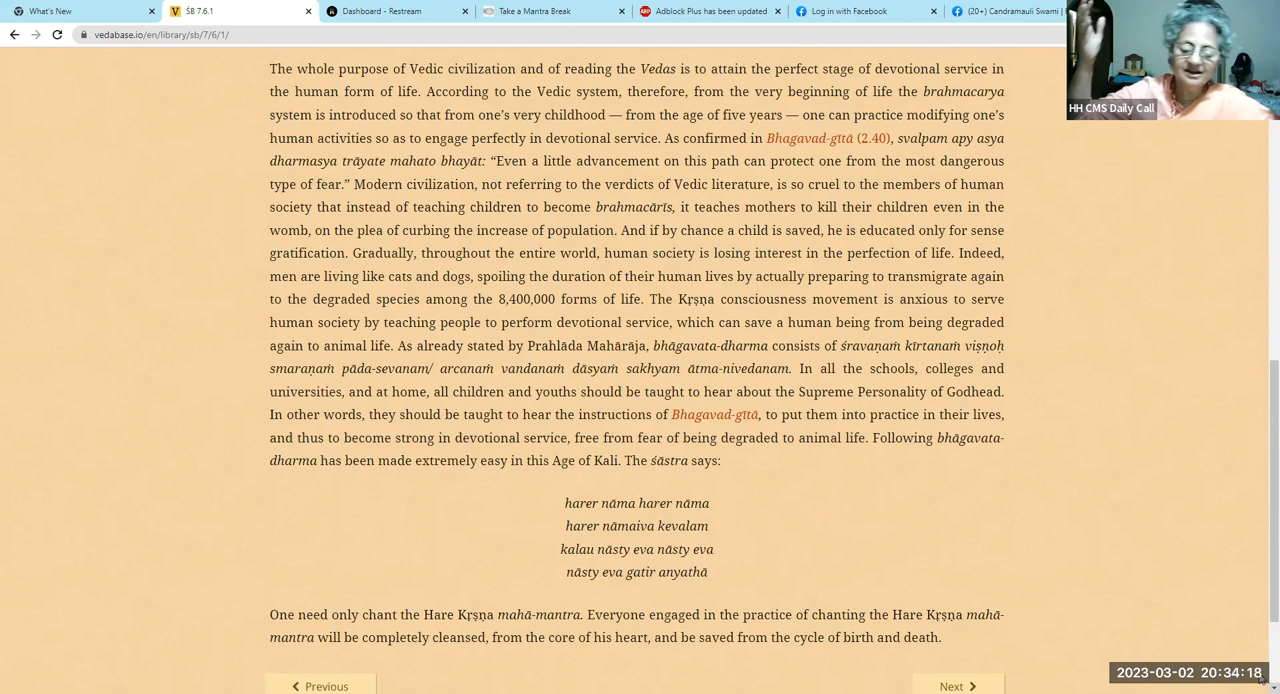 What's New
ŚB 7.6.1
Dashboard - Restream
Take a Mantra Break
Adblock Plus has been updated
Log in with Facebook
(20+) Candramauli Swami |
vedabase.io/en/library/sb/7/6/1/
HH CMS Daily Call
The whole purpose of Vedic civilization and of reading the Vedas is to attain the perfect stage of devotional service in
the human form of life. According to the Vedic system, therefore, from the very beginning of life the brahmacarya
system is introduced so that from one's very childhood — from the age of five years — one can practice modifying one's
human activities so as to engage perfectly in devotional service. As confirmed in Bhagavad-gītā (2.40), svalpam apy asya
dharmasya trāyate mahato bhayāt: “Even a little advancement on this path can protect one from the most dangerous
type of fear.” Modern civilization, not referring to the verdicts of Vedic literature, is so cruel to the members of human
society that instead of teaching children to become brahmacārīs, it teaches mothers to kill their children even in the
womb, on the plea of curbing the increase of population. And if by chance a child is saved, he is educated only for sense
gratification. Gradually, throughout the entire world, human society is losing interest in the perfection of life. Indeed,
men are living like cats and dogs, spoiling the duration of their human lives by actually preparing to transmigrate again
to the degraded species among the 8,400,000 forms of life. The Kṛṣṇa consciousness movement is anxious to serve
human society by teaching people to perform devotional service, which can save a human being from being degraded
again to animal life. As already stated by Prahlāda Mahārāja, bhāgavata-dharma consists of śravaṇaṁ kīrtanaṁ viṣṇoḥ
smaraṇaṁ pāda-sevanam/ arcanaṁ vandanaṁ dāsyaṁ sakhyam ātma-nivedanam. In all the schools, colleges and
universities, and at home, all children and youths should be taught to hear about the Supreme Personality of Godhead.
In other words, they should be taught to hear the instructions of Bhagavad-gītā, to put them into practice in their lives,
and thus to become strong in devotional service, free from fear of being degraded to animal life. Following bhāgavata-
dharma has been made extremely easy in this Age of Kali. The śāstra says:
harer nāma harer nāma
harer nāmaiva kevalam
kalau nāsty eva nāsty eva
nāsty eva gatir anyathā
One need only chant the Hare Kṛṣṇa mahā-mantra. Everyone engaged in the practice of chanting the Hare Kṛṣṇa mahā-
mantra will be completely cleansed, from the core of his heart, and be saved from the cycle of birth and death.
Previous
Next
2023-03-02 20:34:18